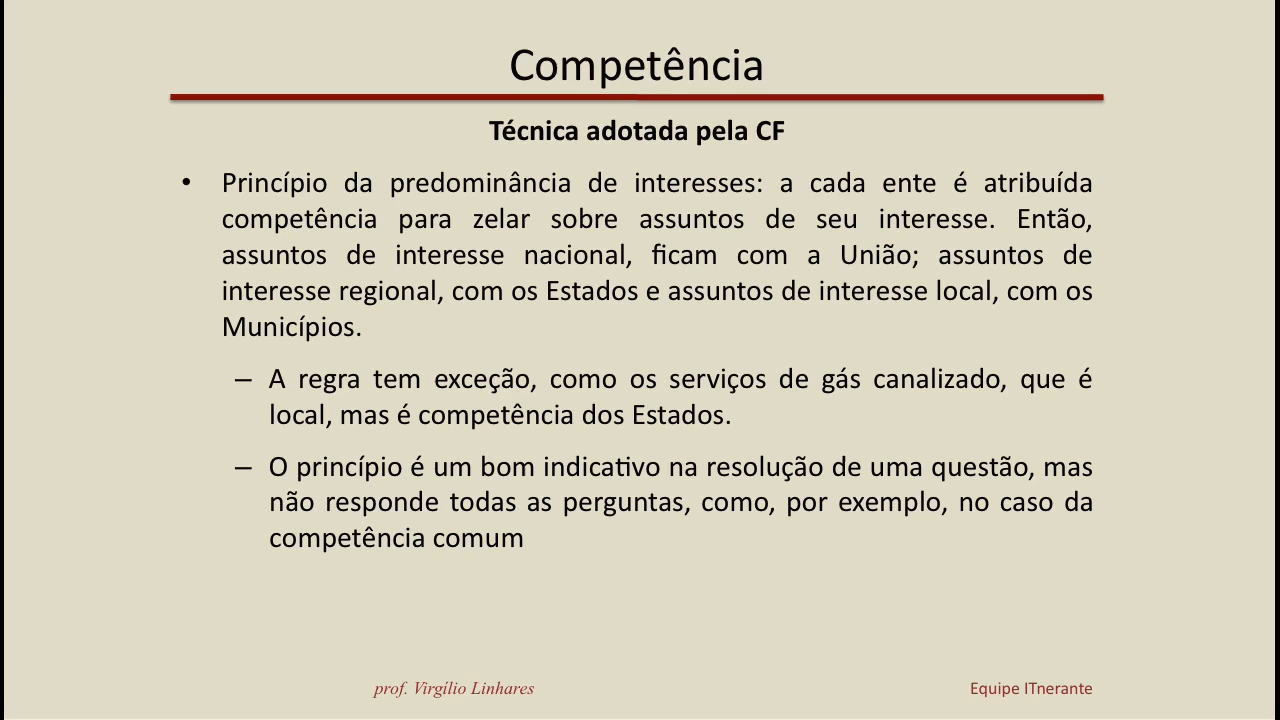 Competência
Técnica adotada pela CF
• Princípio da predominância de interesses: a cada ente é atribuída
competência para zelar sobre assuntos de seu interesse. Então,
assuntos de interesse nacional, ficam com a União; assuntos de
interesse regional, com os Estados e assuntos de interesse local, com os
Municípios.
– A regra tem exceção, como os serviços de gás canalizado, que é
local, mas é competência dos Estados.
– O princípio é um bom indicativo na resolução de uma questão, mas
não responde todas as perguntas, como, por exemplo, no caso da
competência comum
prof. Virgílio Linhares
Equipe ITnerante